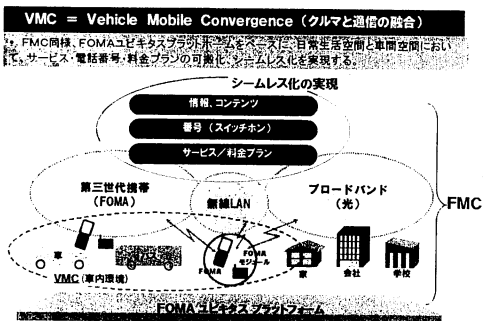 VMC = Vehicle Mobile Convergence (クルマと通信の融合)
・FMC同様、FOMAユビキタスプラットホームをベースに、日常生活空間と車間空間におい
て、サービス・電話番号・料金プランの可搬化、シームレス化を実現する。
シームレス化の実現
情報、コンテンツ
番号 (スイッチホン)
サービス/料金プラン
第三世代携帯
(FOMA)
無線LAN
ブロードバンド
(光)
FMC
車
FOMA
FOMA
モジュール
家
会社
学校
VMC (車内環境)
FOMA ユビキタス プラットフォーム